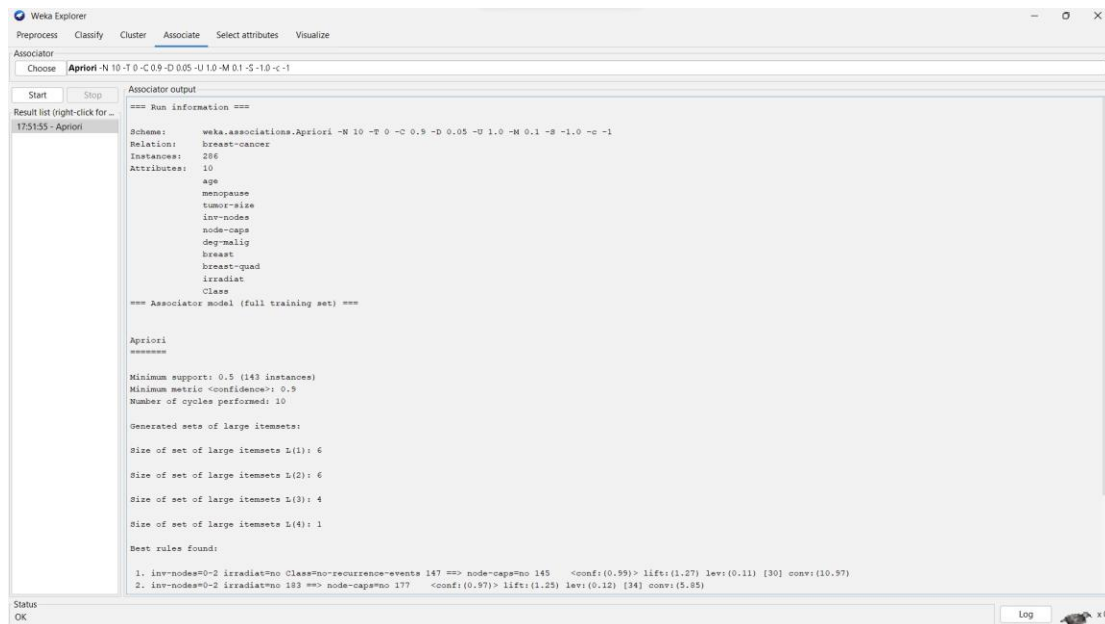 Weka Explorer
Preprocess Classify Cluster Associate Select attributes Visualize
Associator
Choose Apriori -N 10 -T 0 -C 0.9 -D 0.05 -U 1.0 -M 0.1 -S -1.0 -c -1
Start Stop
Result list (right-click for ...
17:51:55 - Apriori
Associator output
=== Run information ===
Scheme: weka.associations.Apriori -N 10 -T 0 -C 0.9 -D 0.05 -U 1.0 -M 0.1 -S -1.0 -c -1
Relation: breast-cancer
Instances: 286
Attributes: 10
age
menopause
tumor-size
inv-nodes
node-caps
deg-malig
breast
breast-quad
irradiat
Class
=== Associator model (full training set) ===
Apriori
=======
Minimum support: 0.5 (143 instances)
Minimum metric <confidence>: 0.9
Number of cycles performed: 10
Generated sets of large itemsets:
Size of set of large itemsets L(1): 6
Size of set of large itemsets L(2): 6
Size of set of large itemsets L(3): 4
Size of set of large itemsets L(4): 1
Best rules found:
1. inv-nodes=0-2 irradiat=no Class=no-recurrence-events 147 ==> node-caps=no 145 <conf:(0.99)> lift:(1.27) lev:(0.11) [30] conv:(10.97)
2. inv-nodes=0-2 irradiat=no 183 ==> node-caps=no 177 <conf:(0.97)> lift:(1.25) lev:(0.12) [34] conv:(5.85)
Status
OK
Log